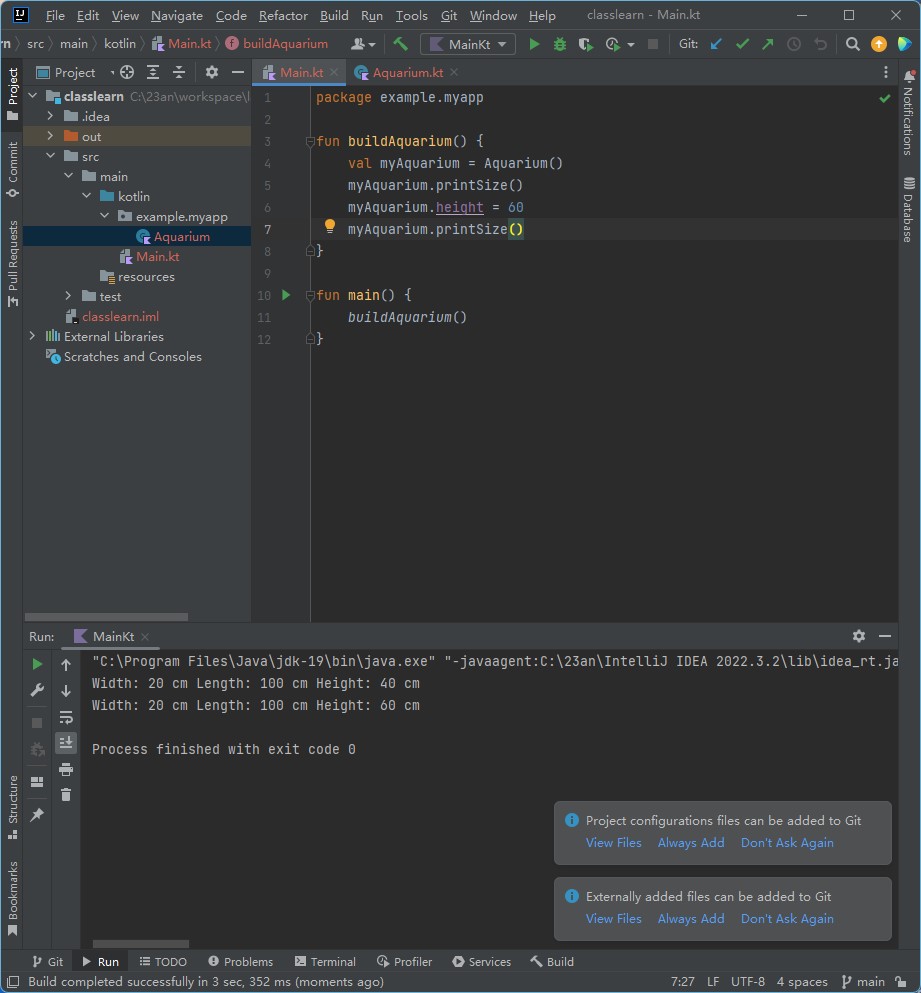 File Edit View Navigate Code Refactor Build Run Tools Git Window Help classlearn - Main.kt
src main kotlin Main.kt buildAquarium MainKt Git:
Project
Main.kt
Aquarium.kt
Project
Commit
Pull Requests
Structure
Bookmarks
classlearn C:\23an\workspace\
.idea
out
src
main
kotlin
example.myapp
Aquarium
Main.kt
resources
test
classlearn.iml
External Libraries
Scratches and Consoles
1 package example.myapp
2
3 fun buildAquarium() {
4 val myAquarium = Aquarium()
5 myAquarium.printSize()
6 myAquarium.height = 60
7 myAquarium.printSize()
8 }
9
10 fun main() {
11 buildAquarium()
12 }
Notifications
Database
Run: MainKt
"C:\Program Files\Java\jdk-19\bin\java.exe" "-javaagent:C:\23an\IntelliJ IDEA 2022.3.2\lib\idea_rt.ja
Width: 20 cm Length: 100 cm Height: 40 cm
Width: 20 cm Length: 100 cm Height: 60 cm
Process finished with exit code 0
Project configurations files can be added to Git
View Files Always Add Don't Ask Again
Externally added files can be added to Git
View Files Always Add Don't Ask Again
Git Run TODO Problems Terminal Profiler Services Build
Build completed successfully in 3 sec, 352 ms (moments ago) 7:27 LF UTF-8 4 spaces main